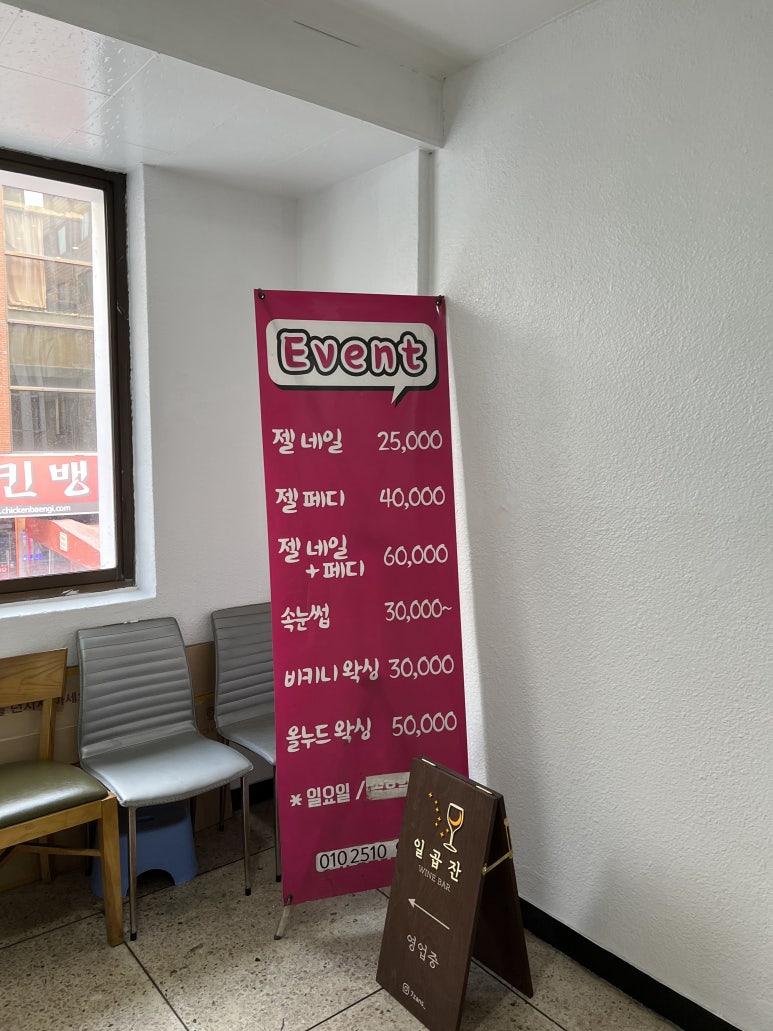 Event
젤 네일 25,000
젤 페디 40,000
젤 네일
+ 페디 60,000
속눈썹 30,000~
비키니 왁싱 30,000
올누드 왁싱 50,000
* 일요일 /
010 2510
일곱잔
WINE BAR
←
영업중
킨 뱅
.chickenbaengi.com